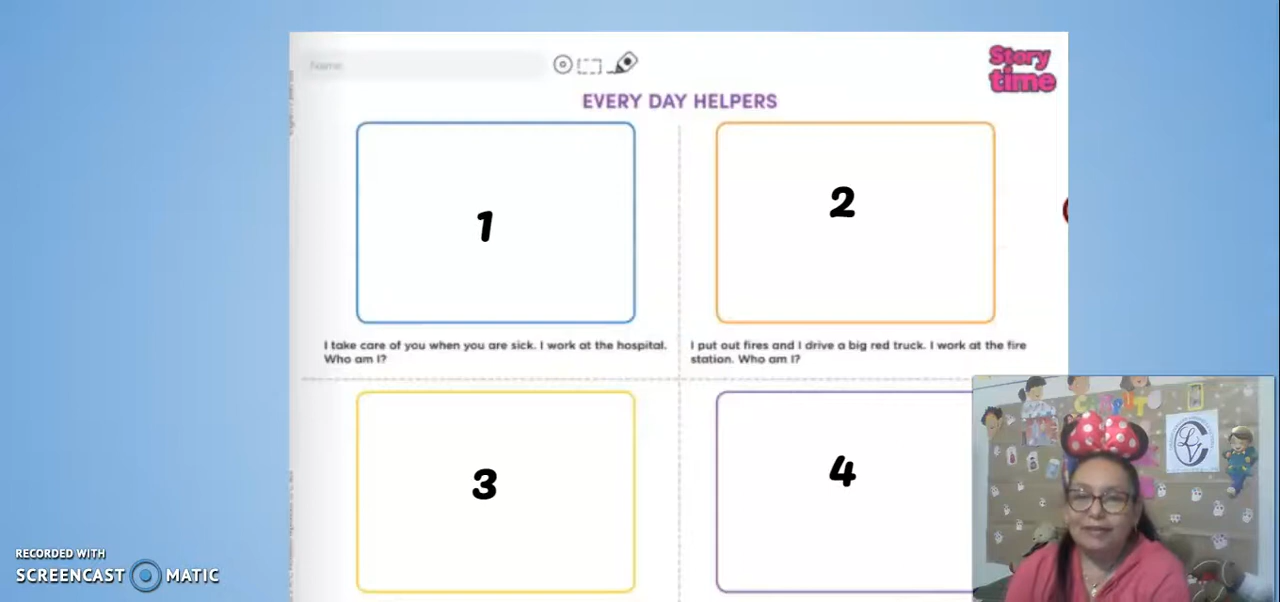 Name:
Story
time
EVERY DAY HELPERS
1
2
I take care of you when you are sick. I work at the hospital.
Who am I?
I put out fires and I drive a big red truck. I work at the fire
station. Who am I?
3
4
RECORDED WITH
SCREENCAST MATIC